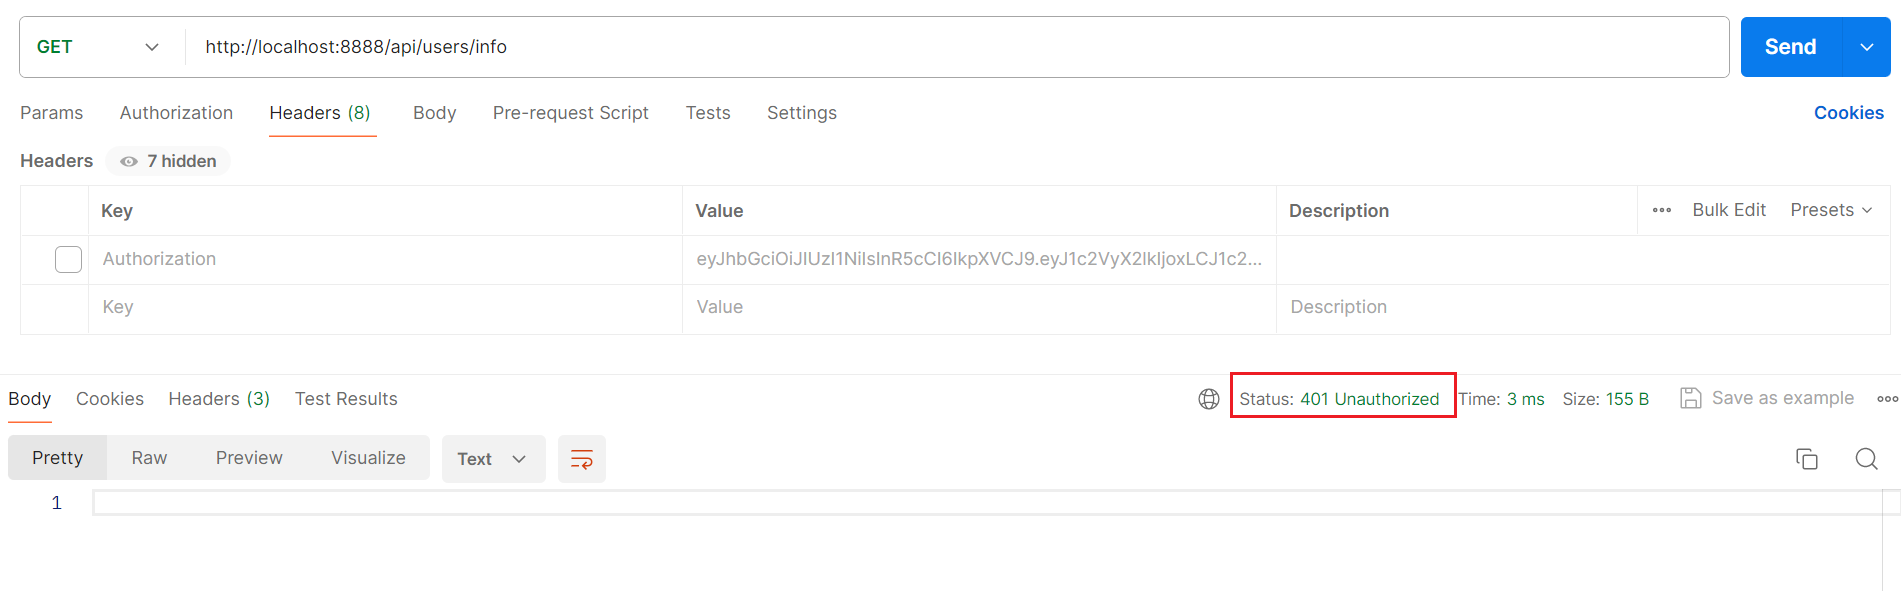 GET http://localhost:8888/api/users/info Send
Params Authorization Headers (8) Body Pre-request Script Tests Settings Cookies
Headers 7 hidden
Key Value Description Bulk Edit Presets
Authorization eyJhbGciOiJIUzI1NiIsInR5cCI6IkpXVCJ9.eyJ1c2VyX2lkIjoxLCJ1c2...
Key Value Description
Body Cookies Headers (3) Test Results Status: 401 Unauthorized Time: 3 ms Size: 155 B Save as example
Pretty Raw Preview Visualize Text
1